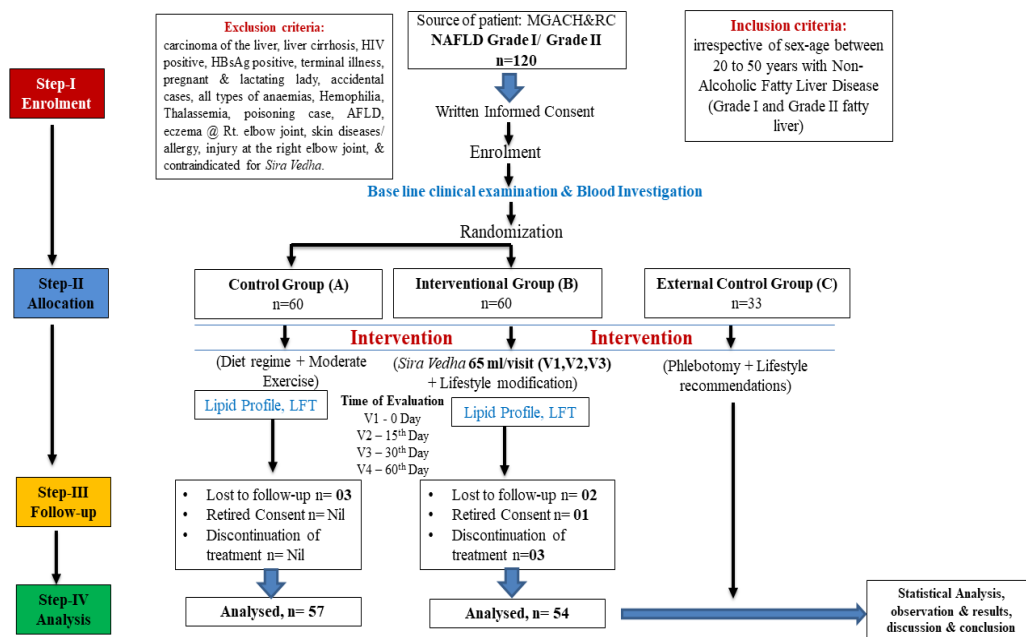 Source of patient: MGACH&RC
NAFLD Grade I/ Grade II
n=120
Exclusion criteria:
carcinoma of the liver, liver cirrhosis, HIV
positive, HBsAg positive, terminal illness,
pregnant & lactating lady, accidental
cases, all types of anaemias, Hemophilia,
Thalassemia, poisoning case, AFLD,
eczema @ Rt. elbow joint, skin diseases/
allergy, injury at the right elbow joint, &
contraindicated for Sira Vedha.
Inclusion criteria:
irrespective of sex-age between
20 to 50 years with Non-
Alcoholic Fatty Liver Disease
(Grade I and Grade II fatty
liver)
Step-I
Enrolment
Written Informed Consent
Enrolment
Base line clinical examination & Blood Investigation
Randomization
Step-II
Allocation
Control Group (A)
n=60
Interventional Group (B)
n=60
External Control Group (C)
n=33
Intervention
Intervention
(Diet regime + Moderate
Exercise)
(Sira Vedha 65 ml/visit (V1,V2,V3)
+ Lifestyle modification)
(Phlebotomy + Lifestyle
recommendations)
Lipid Profile, LFT
Time of Evaluation
V1 - 0 Day
V2 – 15th Day
V3 – 30th Day
V4 – 60th Day
Lipid Profile, LFT
Step-III
Follow-up
• Lost to follow-up n= 03
• Retired Consent n= Nil
• Discontinuation of
treatment n= Nil
• Lost to follow-up n= 02
• Retired Consent n= 01
• Discontinuation of
treatment n=03
Step-IV
Analysis
Analysed, n= 57
Analysed, n= 54
Statistical Analysis,
observation & results,
discussion & conclusion